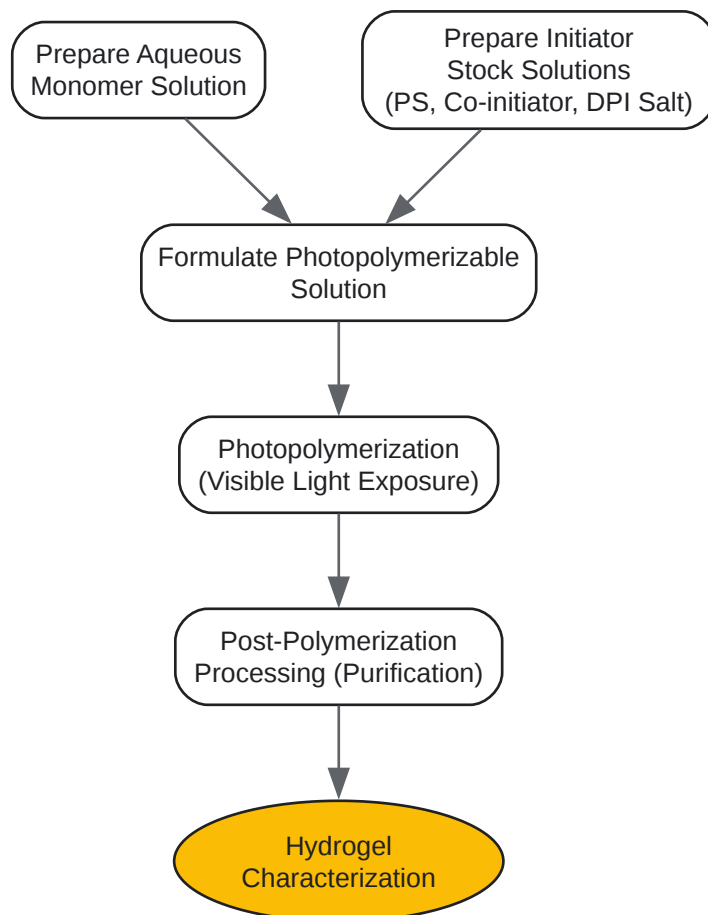 Prepare Aqueous
Monomer Solution
Prepare Initiator
Stock Solutions
(PS, Co-initiator, DPI Salt)
Formulate Photopolymerizable
Solution
Photopolymerization
(Visible Light Exposure)
Post-Polymerization
Processing (Purification)
Hydrogel
Characterization